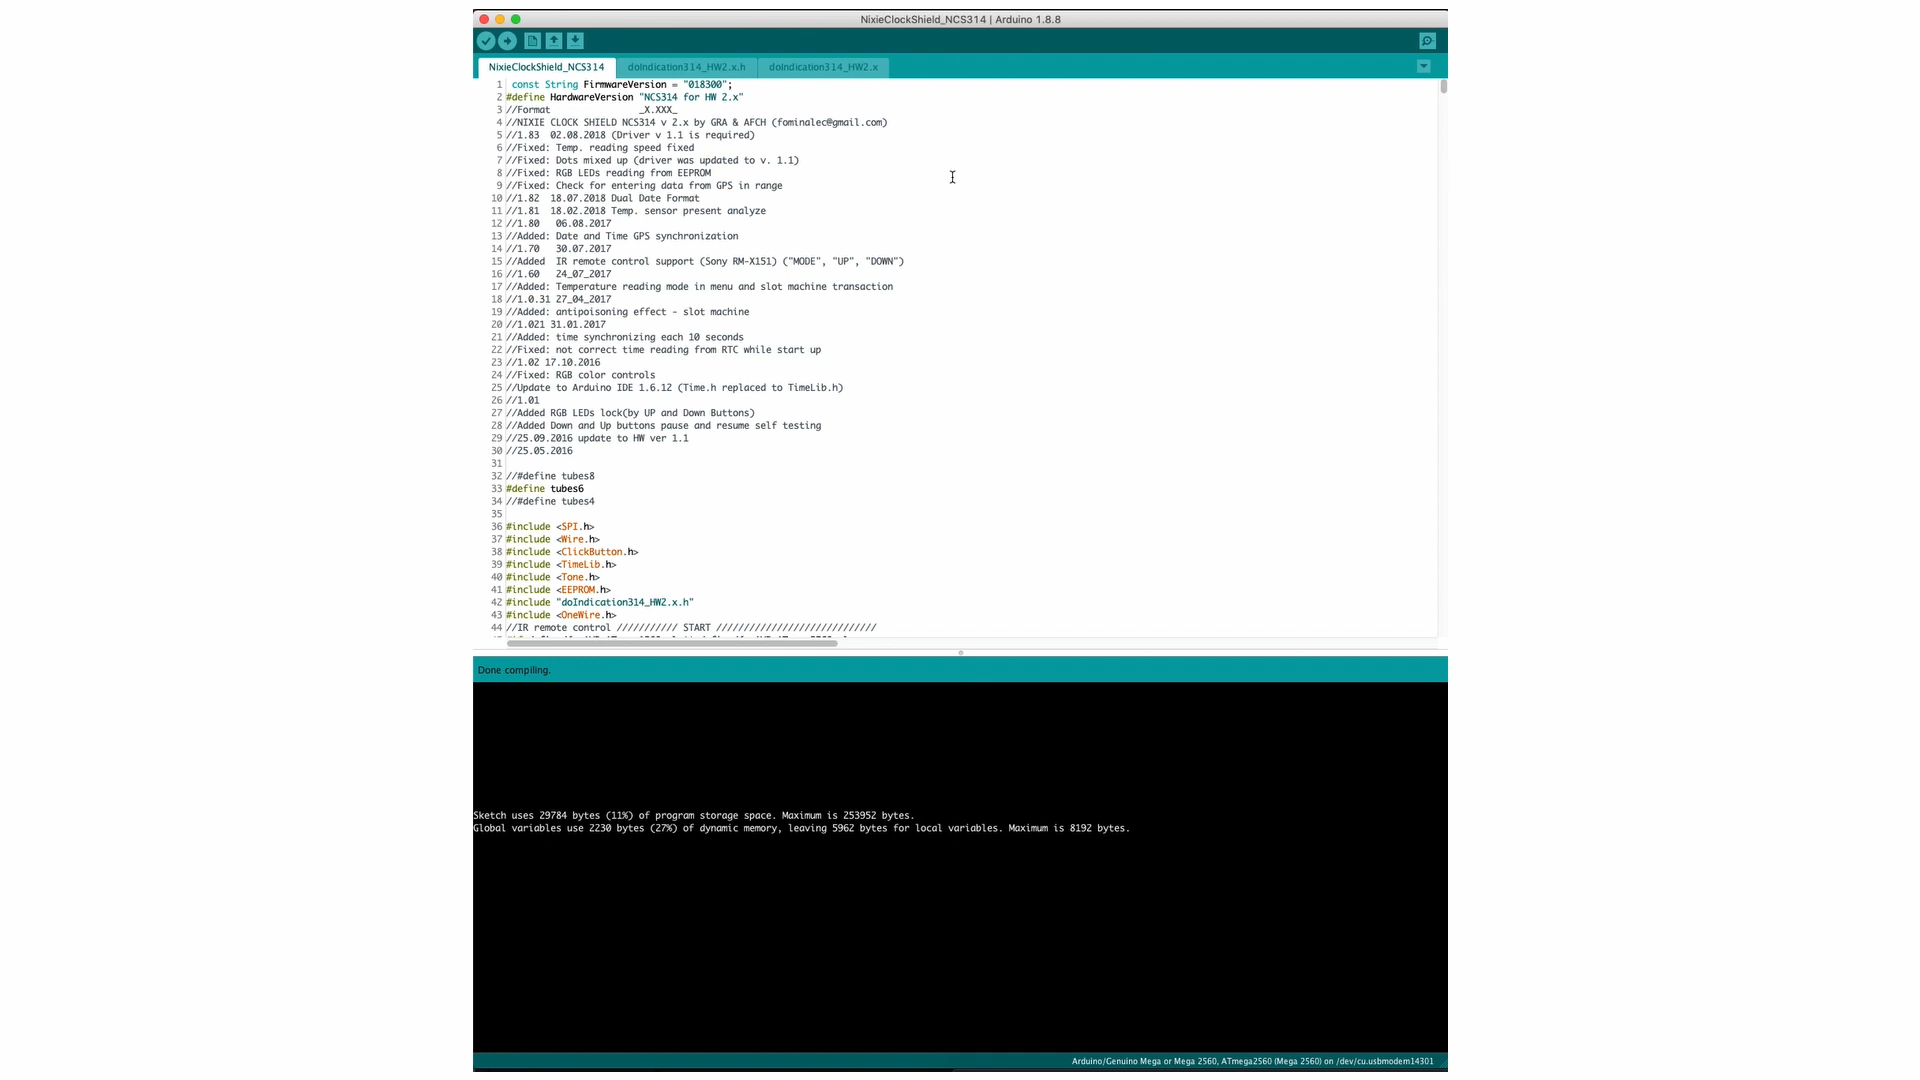 NixieClockShield_NCS314 | Arduino 1.8.8
NixieClockShield_NCS314 doIndication314_HW2.x.h doIndication314_HW2.x
1 const String FirmwareVersion = "018300";
2 #define HardwareVersion "NCS314 for HW 2.x"
3 //Format _X.XXX_
4 //NIXIE CLOCK SHIELD NCS314 v 2.x by GRA & AFCH (fominalec@gmail.com)
5 //1.83 02.08.2018 (Driver v 1.1 is required)
6 //Fixed: Temp. reading speed fixed
7 //Fixed: Dots mixed up (driver was updated to v. 1.1)
8 //Fixed: RGB LEDs reading from EEPROM
9 //Fixed: Check for entering data from GPS in range
10 //1.82 18.07.2018 Dual Date Format
11 //1.81 18.02.2018 Temp. sensor present analyze
12 //1.80 06.08.2017
13 //Added: Date and Time GPS synchronization
14 //1.70 30.07.2017
15 //Added IR remote control support (Sony RM-X151) ("MODE", "UP", "DOWN")
16 //1.60 24_07_2017
17 //Added: Temperature reading mode in menu and slot machine transaction
18 //1.0.31 27_04_2017
19 //Added: antipoisoning effect - slot machine
20 //1.021 31.01.2017
21 //Added: time synchronizing each 10 seconds
22 //Fixed: not correct time reading from RTC while start up
23 //1.02 17.10.2016
24 //Fixed: RGB color controls
25 //Update to Arduino IDE 1.6.12 (Time.h replaced to TimeLib.h)
26 //1.01
27 //Added RGB LEDs lock(by UP and Down Buttons)
28 //Added Down and Up buttons pause and resume self testing
29 //25.09.2016 update to HW ver 1.1
30 //25.05.2016
31
32 //#define tubes8
33 #define tubes6
34 //#define tubes4
35
36 #include <SPI.h>
37 #include <Wire.h>
38 #include <ClickButton.h>
39 #include <TimeLib.h>
40 #include <Tone.h>
41 #include <EEPROM.h>
42 #include "doIndication314_HW2.x.h"
43 #include <OneWire.h>
44 //IR remote control /////////// START /////////////////////////////
Done compiling.
Sketch uses 29784 bytes (11%) of program storage space. Maximum is 253952 bytes.
Global variables use 2230 bytes (27%) of dynamic memory, leaving 5962 bytes for local variables. Maximum is 8192 bytes.
Arduino/Genuino Mega or Mega 2560, ATmega2560 (Mega 2560) on /dev/cu.usbmodem14301